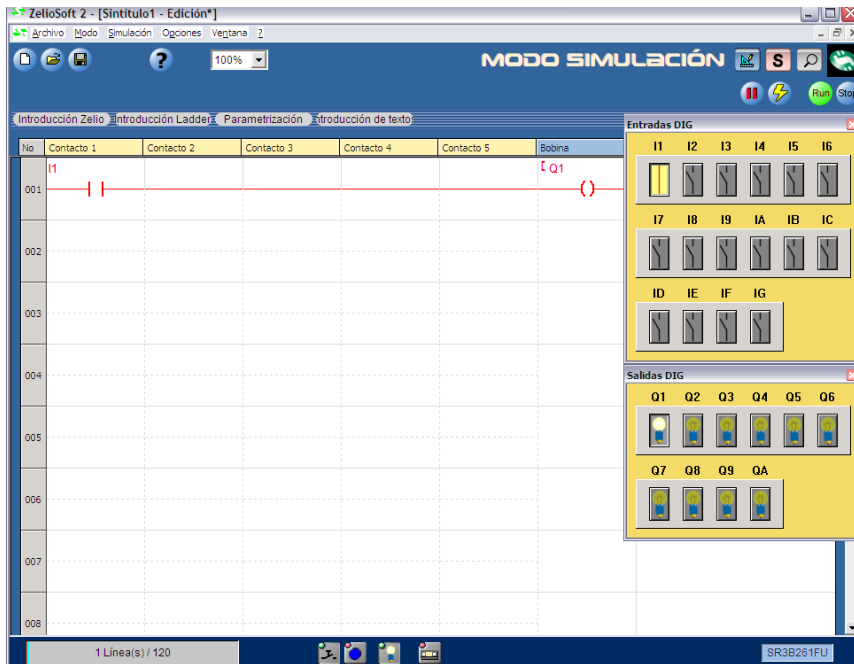 ZelioSoft 2 - [Sintítulo1 - Edición*]
Archivo Modo Simulación Opciones Ventana ?
? 100% MODO SIMULACIÓN S
Run Stop
Introducción Zelio Introducción Ladder Parametrización ntroducción de texto
No Contacto 1 Contacto 2 Contacto 3 Contacto 4 Contacto 5 Bobina
001 I1 [ Q1
002
003
004
005
006
007
008
Entradas DIG
I1 I2 I3 I4 I5 I6
I7 I8 I9 IA IB IC
ID IE IF IG
Salidas DIG
Q1 Q2 Q3 Q4 Q5 Q6
Q7 Q8 Q9 QA
1 Línea(s) / 120
SR3B261FU